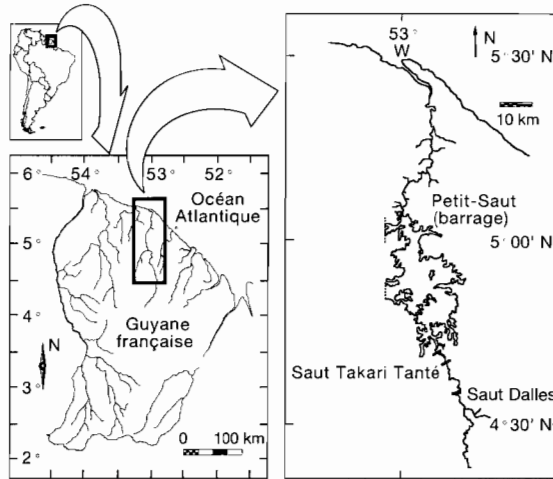 54 53 52
6°
5°
4°
3°
2°
Océan
Atlantique
Guyane
française
N
0 100 km
53°
W
N
5°30' N
10 km
Petit-Saut
(barrage)
5°00' N
Saut Takari Tanté
Saut Dalles
4°30' N